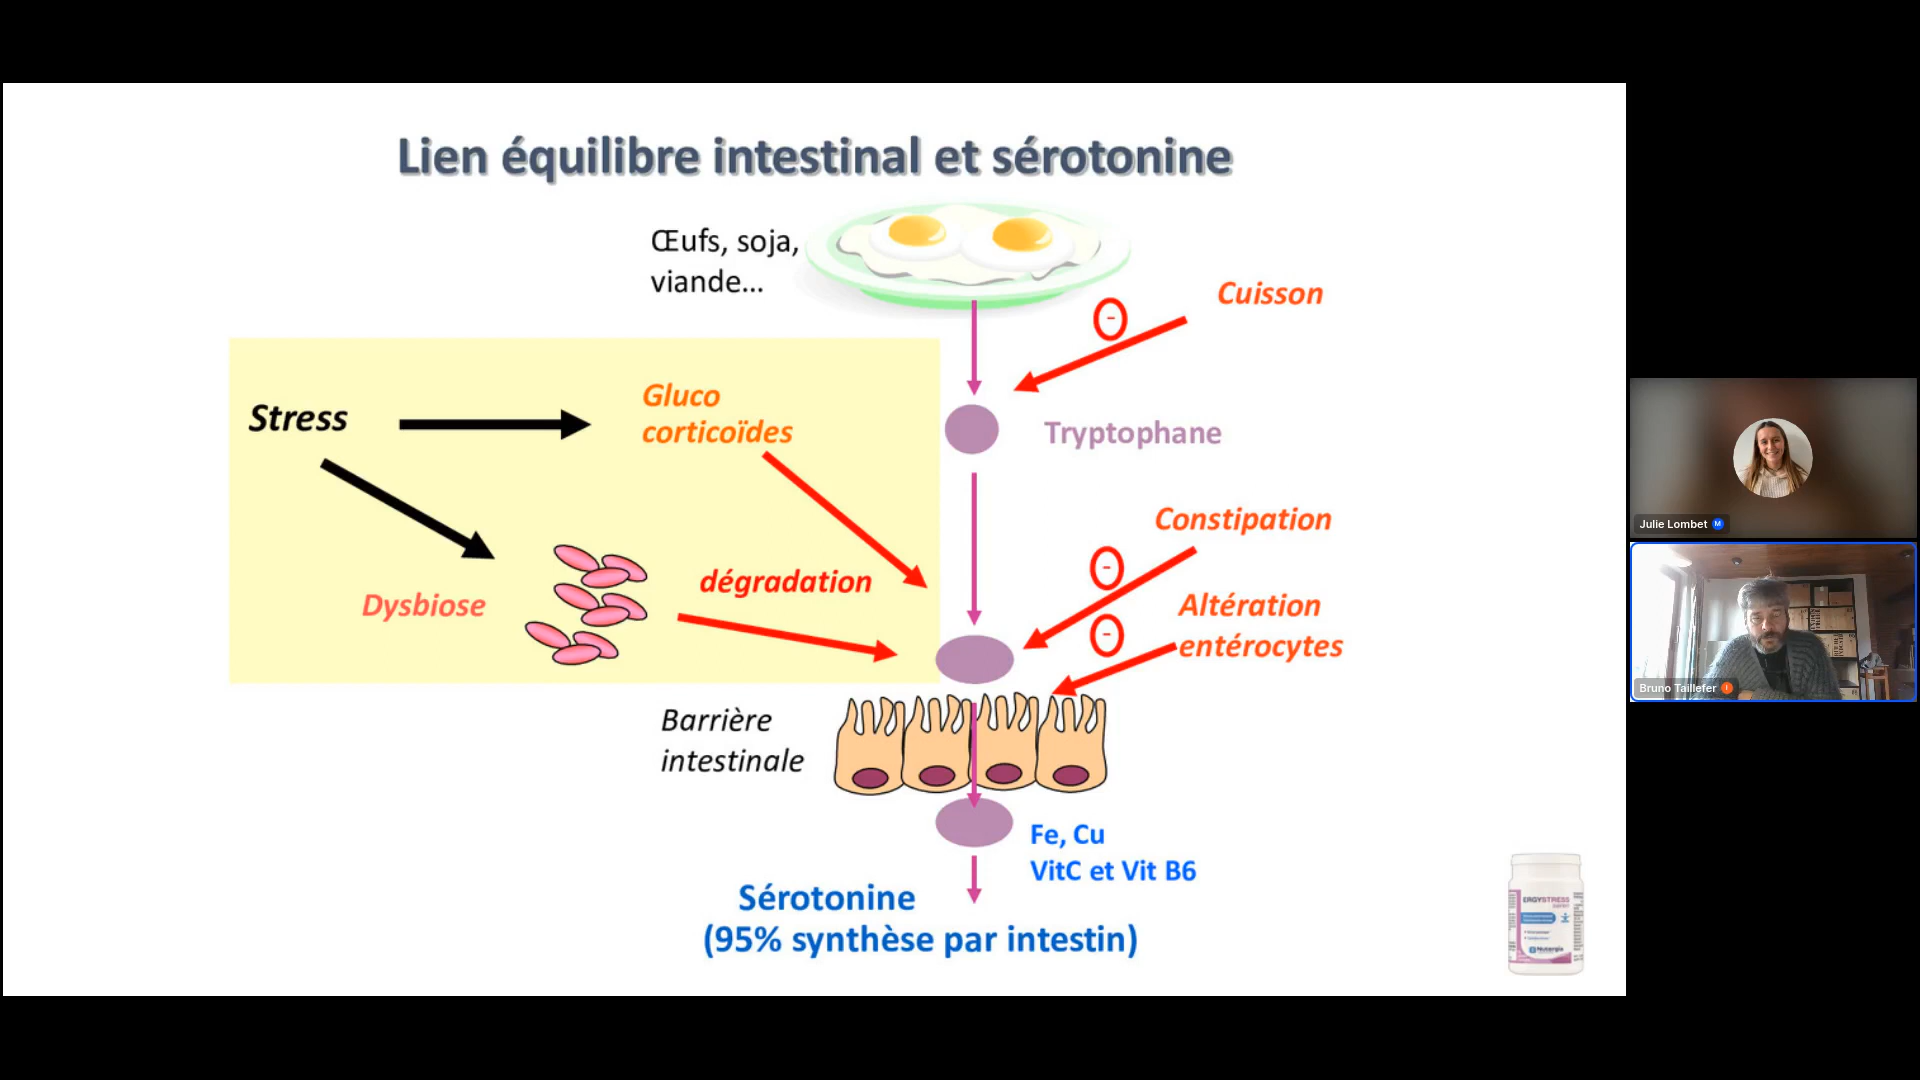 Lien équilibre intestinal et sérotonine
Œufs, soja,
viande...
Cuisson
-
Stress
Gluco
corticoïdes
Tryptophane
Constipation
-
dégradation
Dysbiose
Altération
entérocytes
-
Barrière
intestinale
Fe, Cu
VitC et Vit B6
Sérotonine
(95% synthèse par intestin)
ERGYSTRESS
Nutergia
Julie Lombet M
Bruno Taillefer I